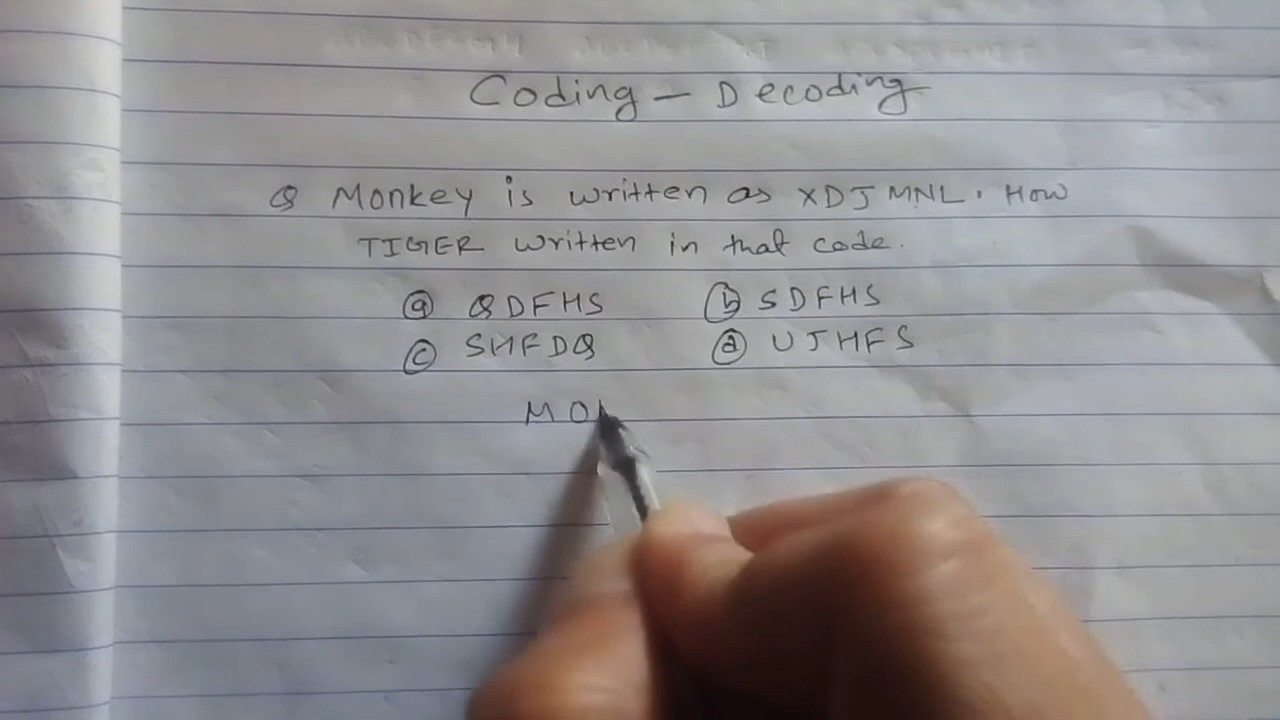 Coding - Decoding
Q Monkey is written as XDJMNL. How
TIGER written in that code.
ⓐ QDFHS ⓑ SDFHS
ⓒ SHFDQ ⓓ UJHFS
MO